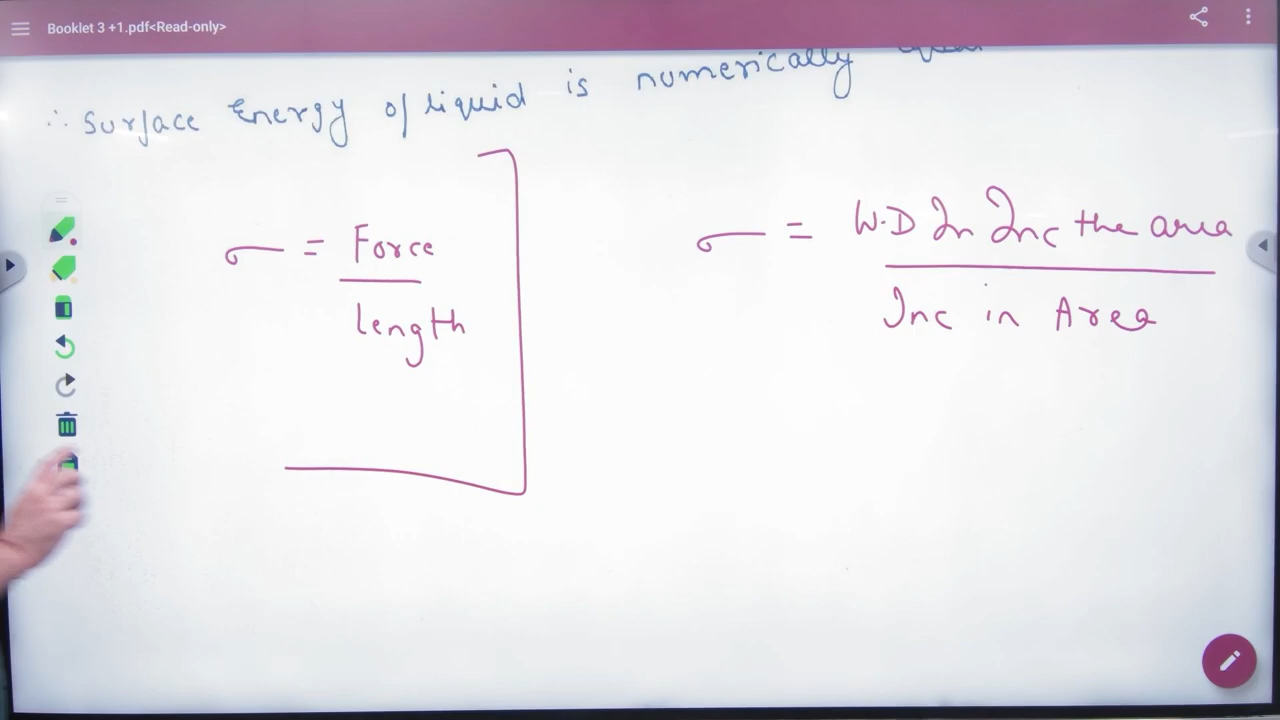 Booklet 3 +1.pdf<Read-only>
∴ Surface Energy of liquid is numerically
σ = Force
length
σ = W.D In Inc the area
Inc in Area